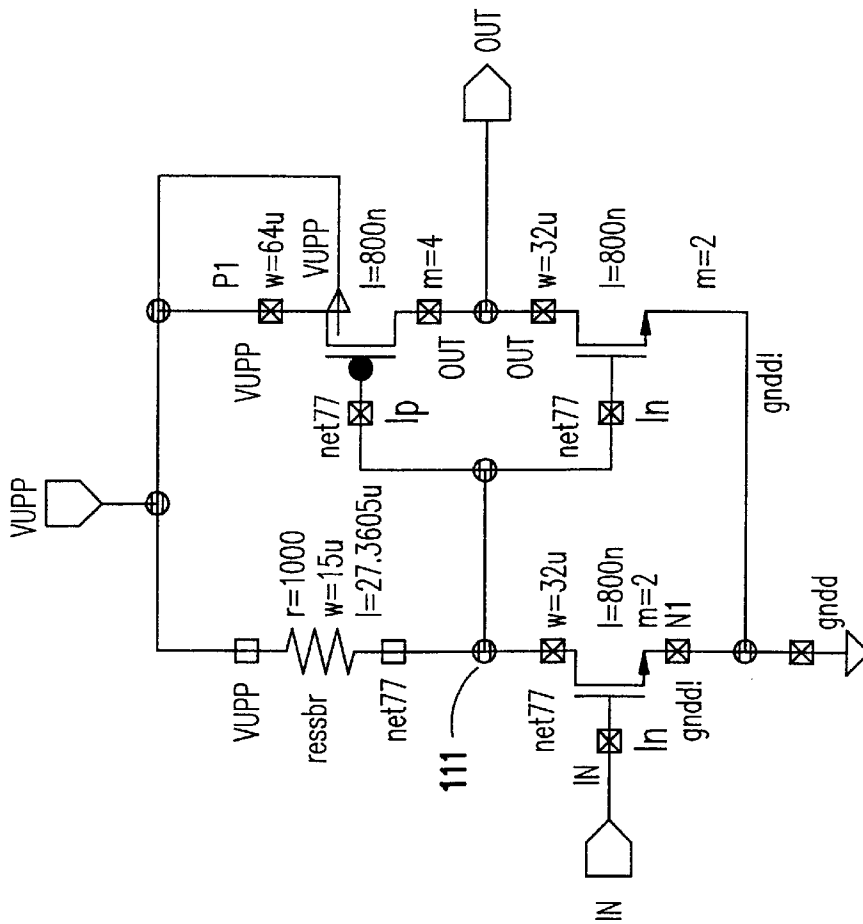 VUPP
VUPP
r=1000
w=15u
l=27.3605u
ressbr
net77
P1
w=64u
VUPP
VUPP
l=800n
net77
lp
m=4
OUT
OUT
111
w=32u
l=800n
m=2
N1
net77
IN
ln
gndd!
IN
OUT
w=32u
l=800n
m=2
net77
ln
gndd!
gndd